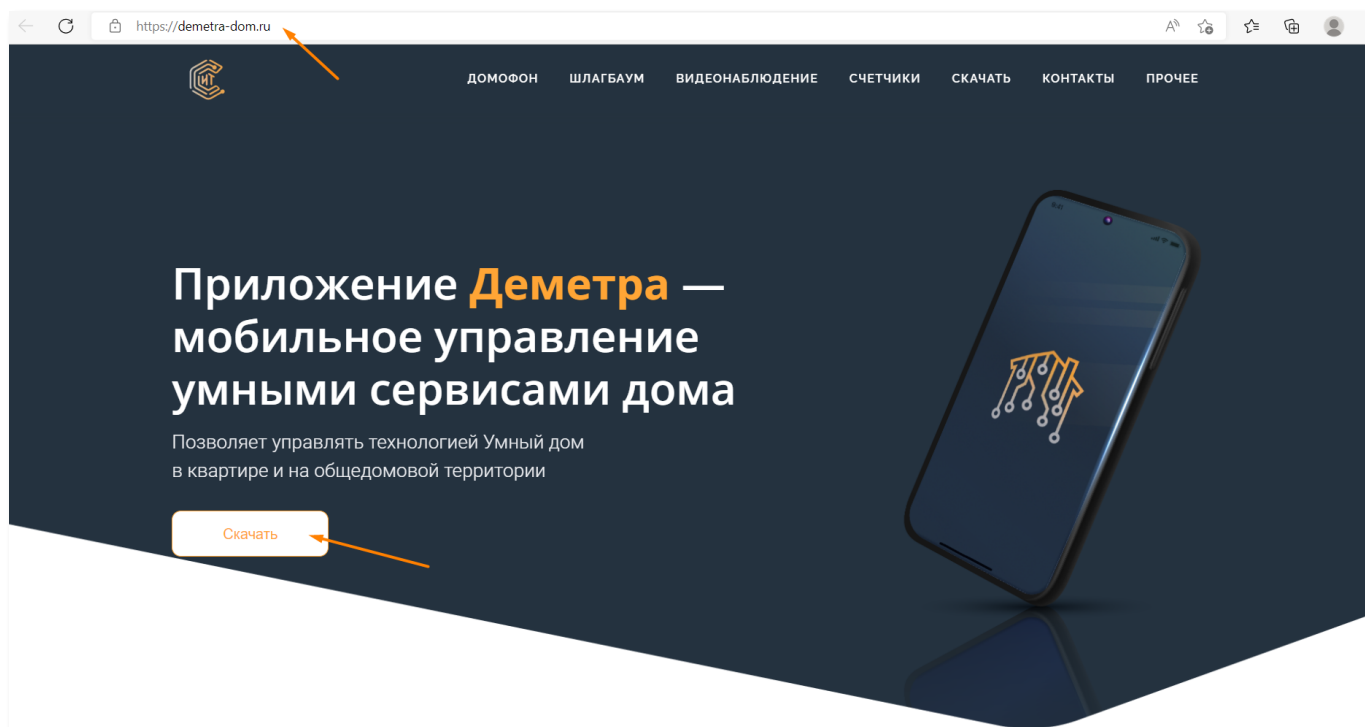 https://demetra-dom.ru
ДОМОФОН ШЛАГБАУМ ВИДЕОНАБЛЮДЕНИЕ СЧЕТЧИКИ СКАЧАТЬ КОНТАКТЫ ПРОЧЕЕ
Приложение Деметра —
мобильное управление
умными сервисами дома
Позволяет управлять технологией Умный дом
в квартире и на общедомовой территории
Скачать